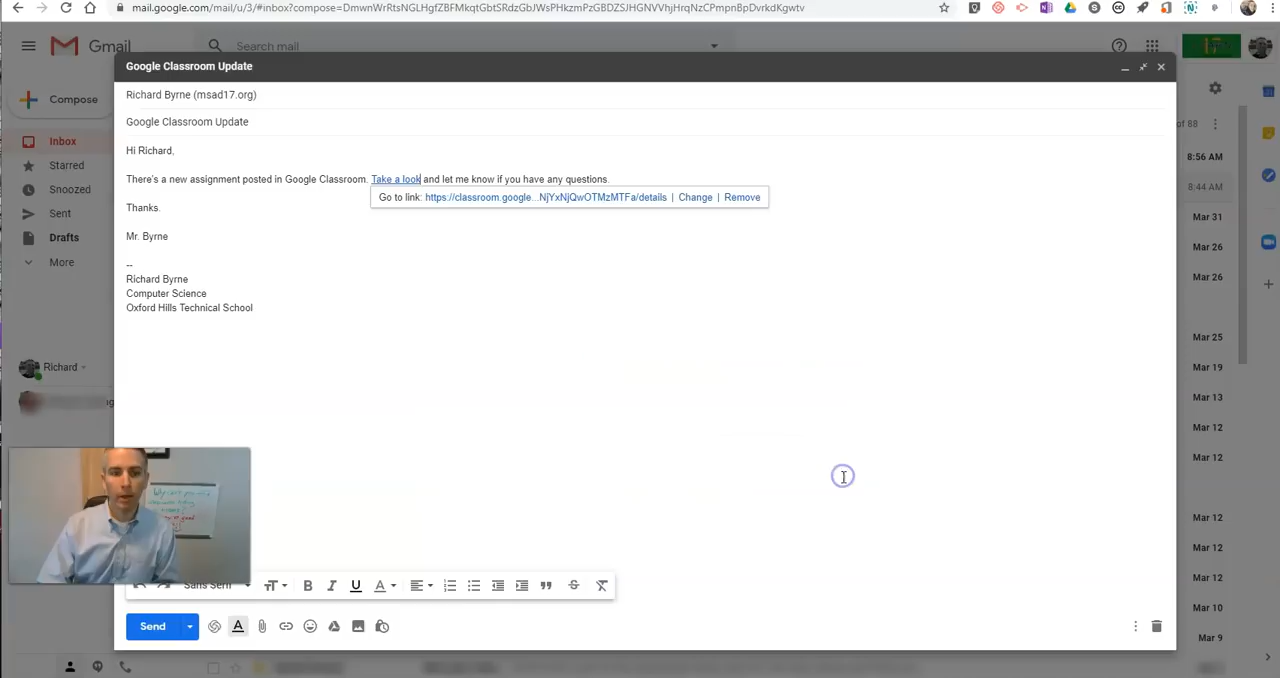 mail.google.com/mail/u/3/#inbox?compose=DmwnWrRtsNGLHgfZBFMkqtGbtSRdzGbJWsPHkzmPzGBDZSJHGNVVhjHrqNzCPmpnBpDvrkdKgwtv
Gmail
Search mail
Google Classroom Update
Richard Byrne (msad17.org)
Compose
Google Classroom Update
of 88
Inbox
Hi Richard,
8:56 AM
Starred
There's a new assignment posted in Google Classroom. Take a look and let me know if you have any questions.
8:44 AM
Snoozed
Go to link: https://classroom.google...NjYxNjQwOTMzMTFa/details | Change | Remove
Sent
Thanks.
Mar 31
Drafts
Mr. Byrne
Mar 26
More
--
Mar 26
Richard Byrne
Computer Science
Oxford Hills Technical School
Mar 25
Richard
Mar 19
Mar 13
Mar 12
Mar 12
Mar 12
Mar 12
Sans Serif
Mar 12
Mar 10
Send
Mar 9